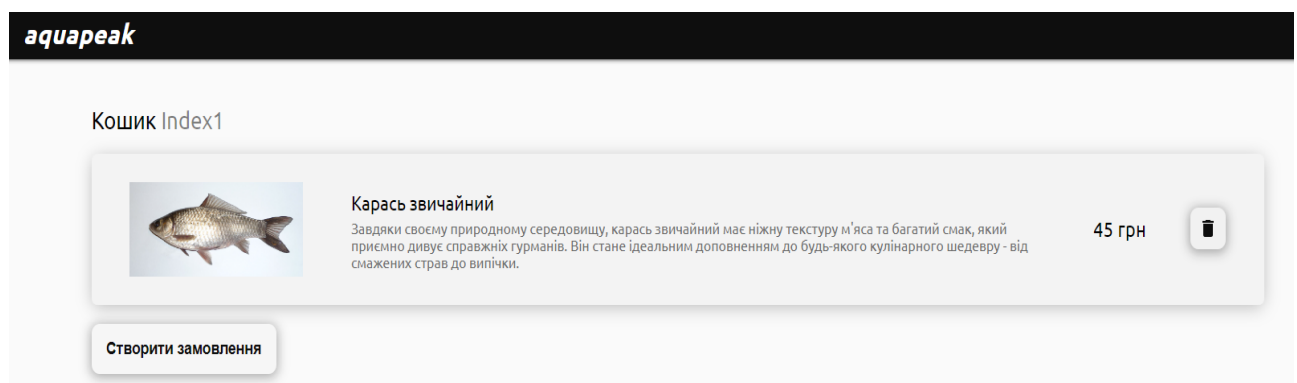 aquapeak
Кошик Index1
Карась звичайний
Завдяки своєму природному середовищу, карась звичайний має ніжну текстуру м'яса та багатий смак, який
приємно дивує справжніх гурманів. Він стане ідеальним доповненням до будь-якого кулінарного шедевру - від
смажених страв до випічки.
45 грн
Створити замовлення